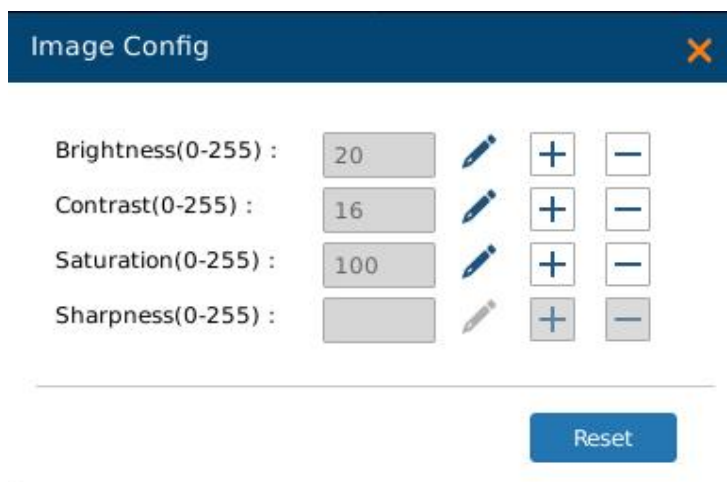 Image Config
Brightness(0-255) : 20
Contrast(0-255) : 16
Saturation(0-255) : 100
Sharpness(0-255) :
Reset